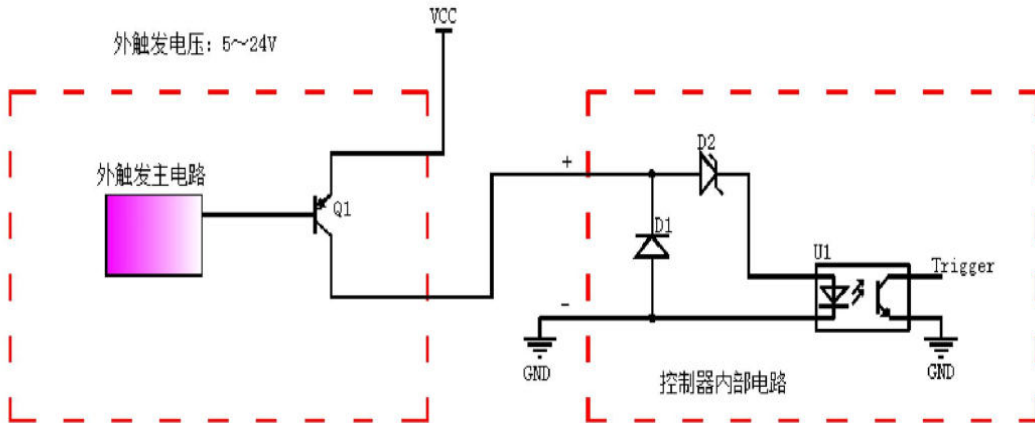 VCC
外触发电压: 5～24V
D2
+
外触发主电路
Q1
D1
U1
Trigger
-
GND
控制器内部电路
GND